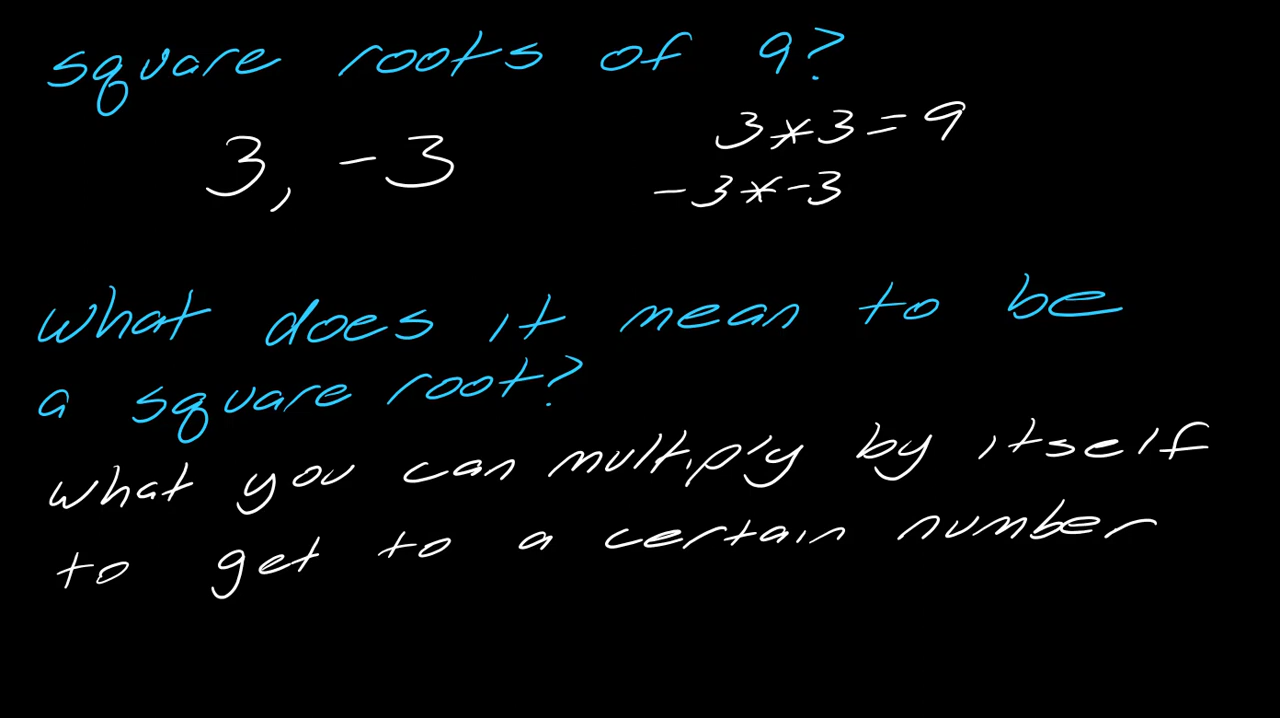 square roots of 9?
3, -3
3*3=9
-3*-3
what does it mean to be
a square root?
what you can multiply by itself
to get to a certain number